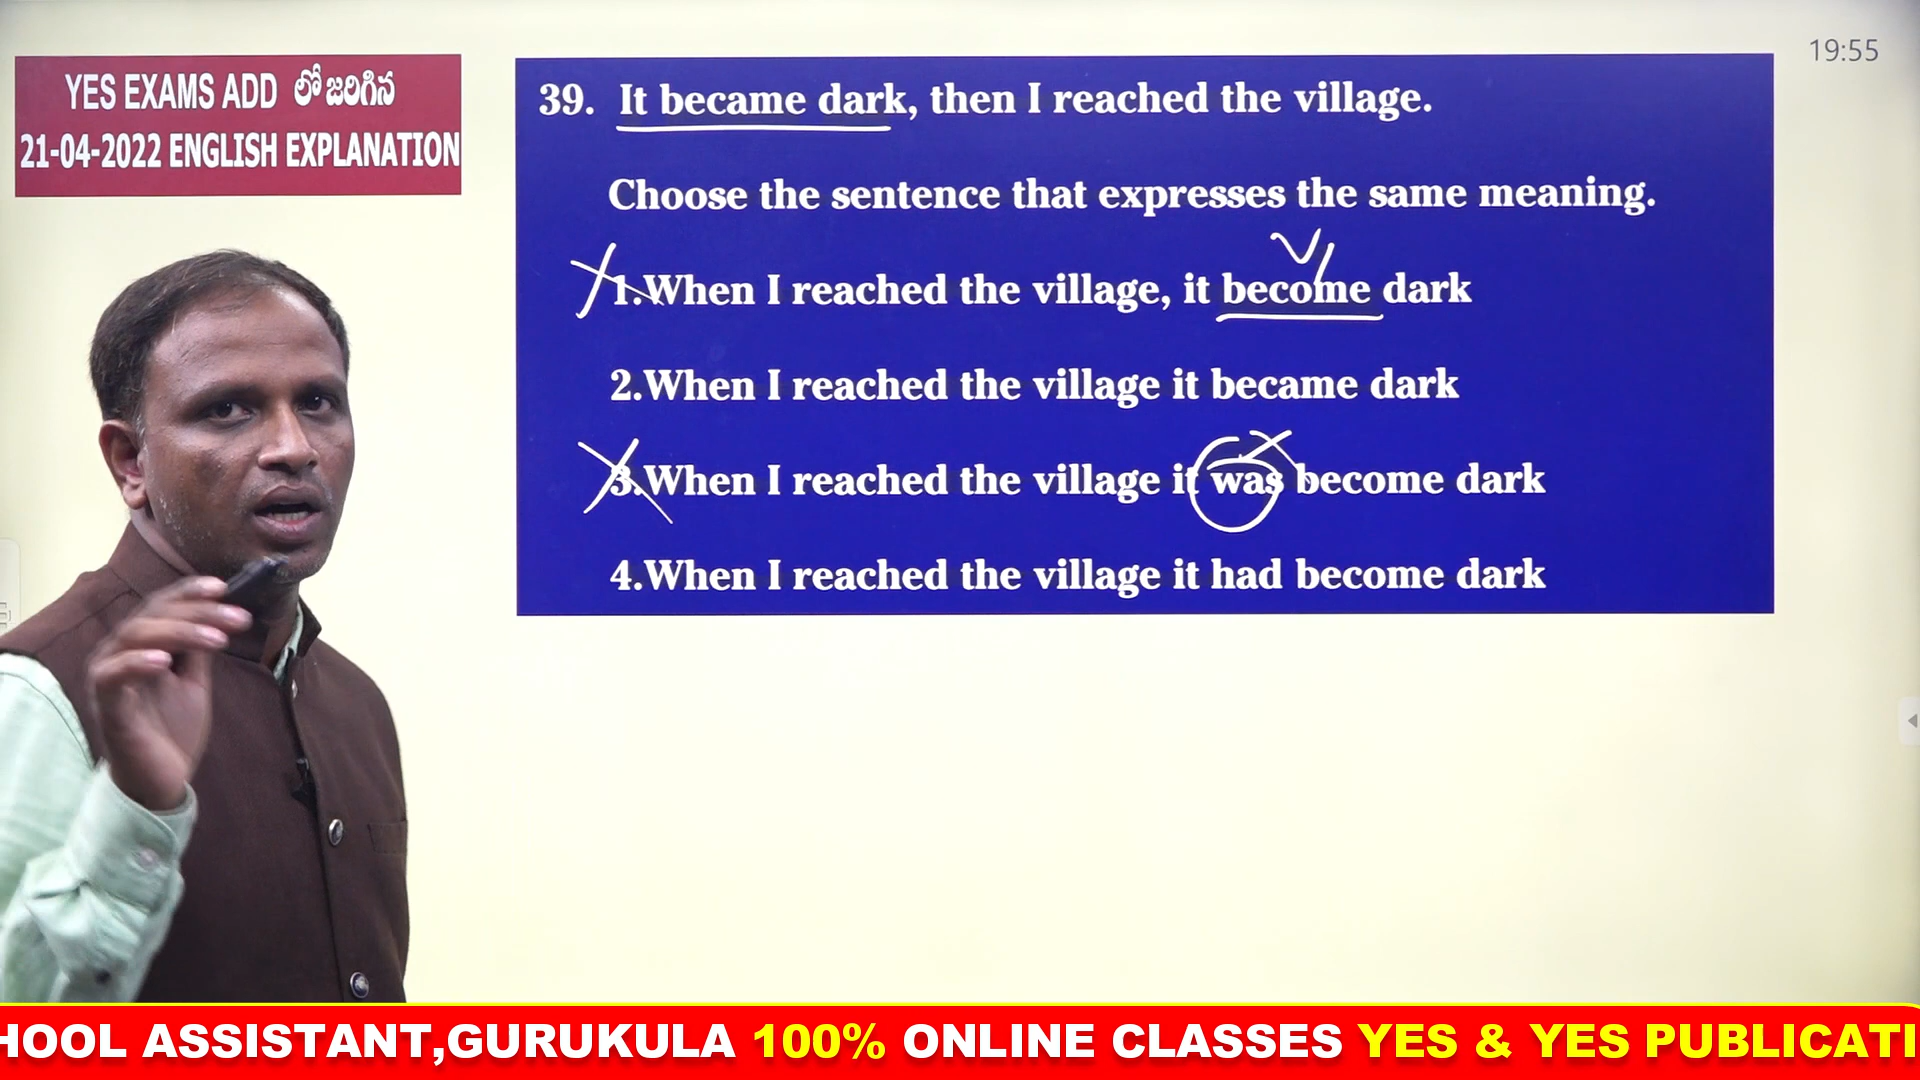 YES EXAMS ADD లో జరిగిన
21-04-2022 ENGLISH EXPLANATION
19:55
39. It became dark, then I reached the village.
Choose the sentence that expresses the same meaning.
1.When I reached the village, it become dark
2.When I reached the village it became dark
3.When I reached the village it was become dark
4.When I reached the village it had become dark
HOOL ASSISTANT,GURUKULA 100% ONLINE CLASSES YES & YES PUBLICATI